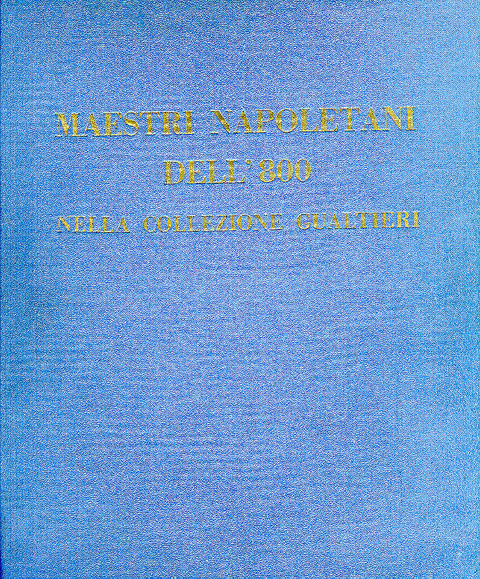 MAESTRI NAPOLETANI
DELL'800
NELLA COLLEZIONE GUALTIERI